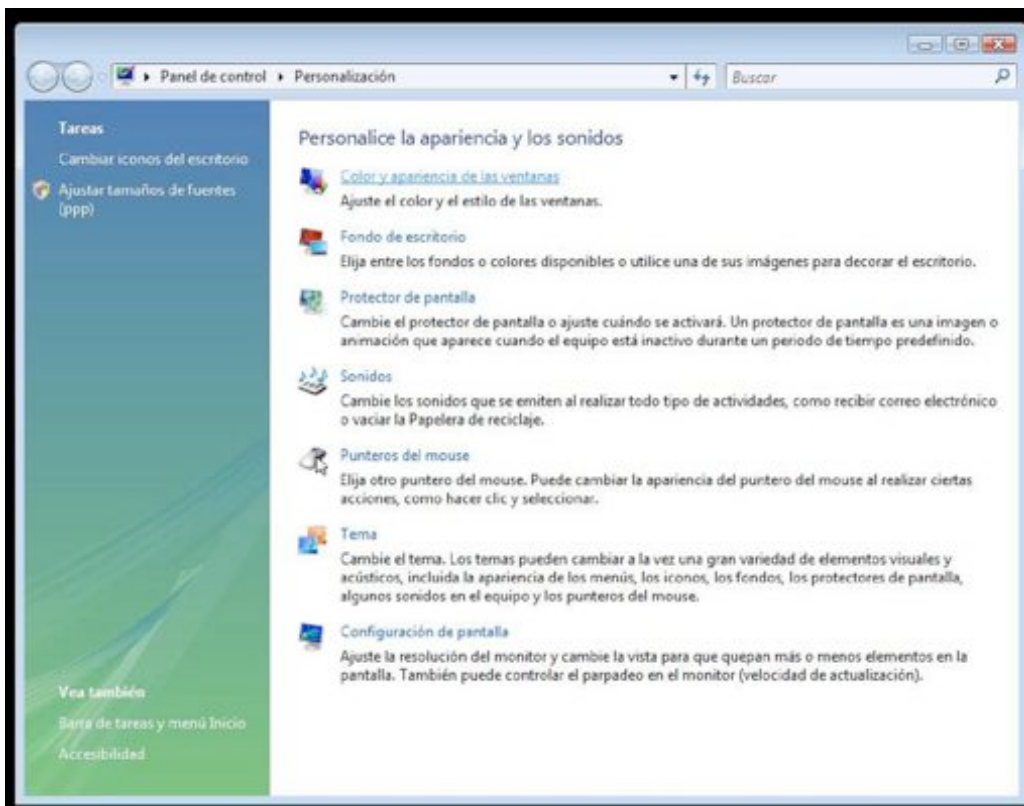 Panel de control
Personalización
Buscar
Tareas
Cambiar iconos del escritorio
Ajustar tamaños de fuentes
(ppp)
Vea también
Barra de tareas y menú Inicio
Accesibilidad
Personalice la apariencia y los sonidos
Color y apariencia de las ventanas
Ajuste el color y el estilo de las ventanas.
Fondo de escritorio
Elija entre los fondos o colores disponibles o utilice una de sus imágenes para decorar el escritorio.
Protector de pantalla
Cambie el protector de pantalla o ajuste cuándo se activará. Un protector de pantalla es una imagen o
animación que aparece cuando el equipo está inactivo durante un periodo de tiempo predefinido.
Sonidos
Cambie los sonidos que se emiten al realizar todo tipo de actividades, como recibir correo electrónico
o vaciar la Papelera de reciclaje.
Punteros del mouse
Elija otro puntero del mouse. Puede cambiar la apariencia del puntero del mouse al realizar ciertas
acciones, como hacer clic y seleccionar.
Tema
Cambie el tema. Los temas pueden cambiar a la vez una gran variedad de elementos visuales y
acústicos, incluida la apariencia de los menús, los iconos, los fondos, los protectores de pantalla,
algunos sonidos en el equipo y los punteros del mouse.
Configuración de pantalla
Ajuste la resolución del monitor y cambie la vista para que quepan más o menos elementos en la
pantalla. También puede controlar el parpadeo en el monitor (velocidad de actualización).